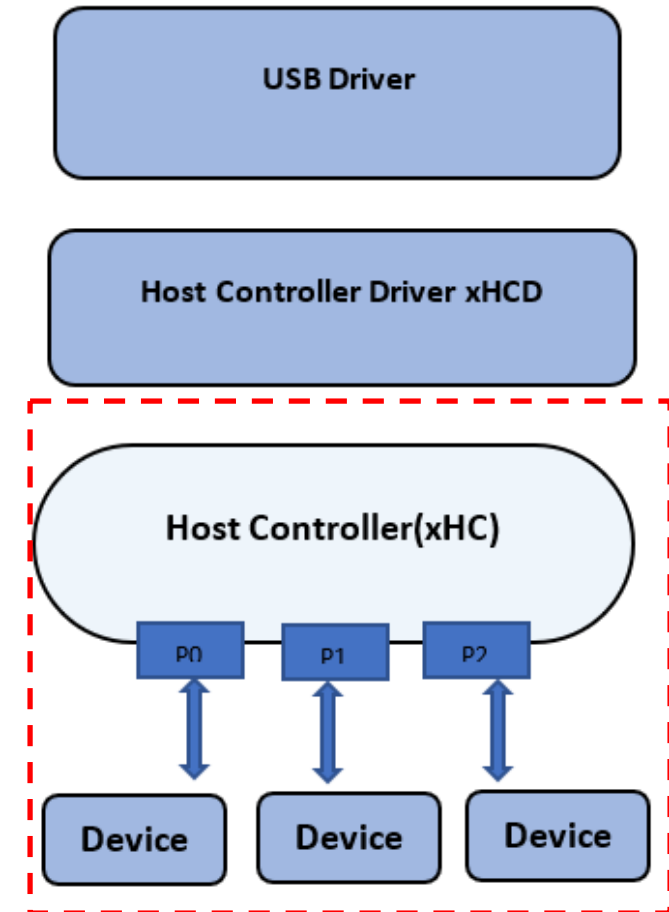 USB Driver
Host Controller Driver xHCD
Host Controller(xHC)
P0 P1 P2
Device Device Device